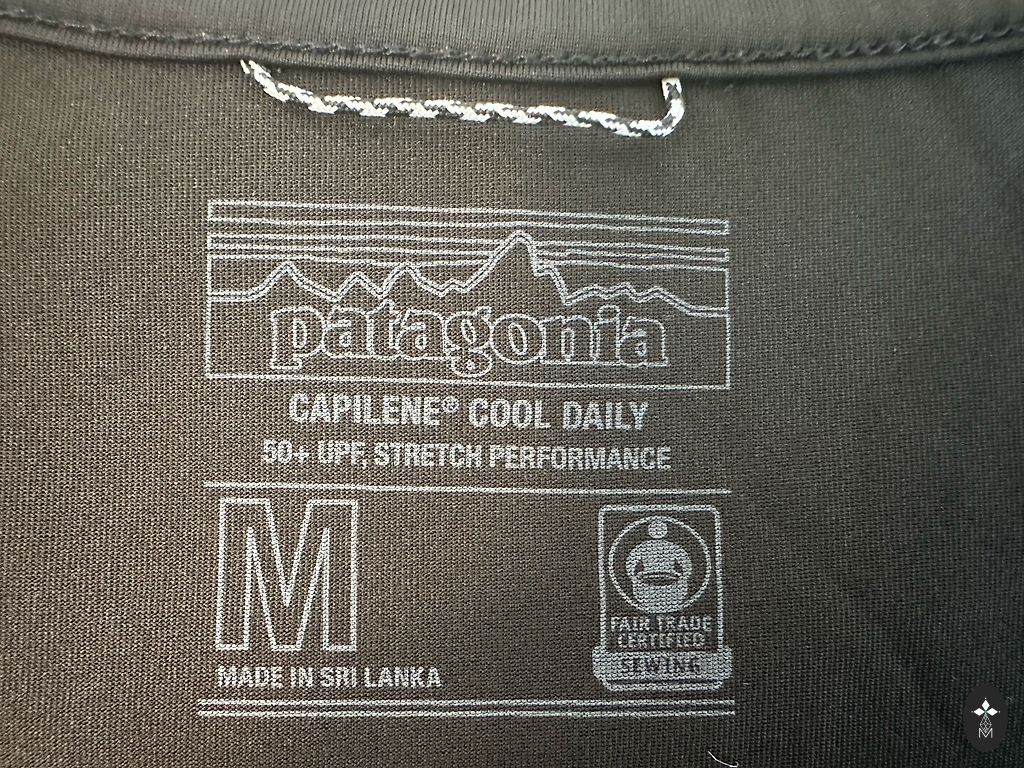 patagonia
CAPILENE® COOL DAILY
50+ UPF, STRETCH PERFORMANCE
M
FAIR TRADE
CERTIFIED
SEWING
MADE IN SRI LANKA
M